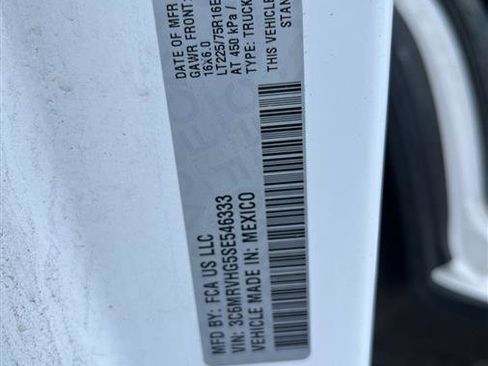 MFD BY: FCA US LLC
VIN: 3C6MRVHG5SE546333
VEHICLE MADE IN: MEXICO
DATE OF MFR
GAWR FRONT:
16X6.0
LT225/75R16E
AT 450 kPa /
TYPE: TRUCK
THIS VEHICLE
STAN